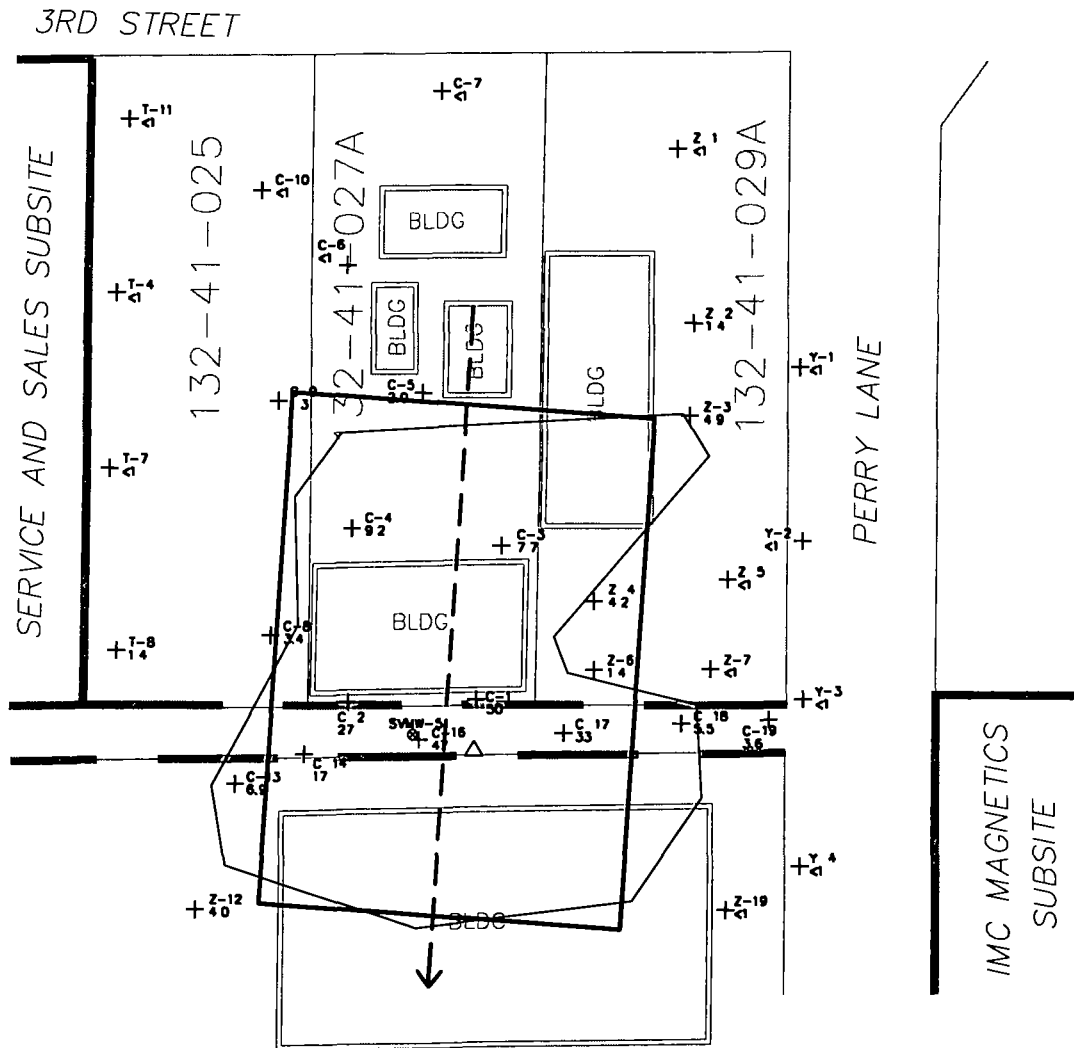 3RD STREET
C-7
<1
T-11
<1
Z 1
<1
SERVICE AND SALES SUBSITE
132-41-025
32-41-027A
132-41-029A
C-10
<1
BLDG
C-6
<1
T-4
<1
BLDG
BLDG
BLDG
Z 2
14
Y-1
<1
PERRY LANE
C-5
Z-3
49
T-7
<1
C-4
92
C-3
77
Y-2
<1
Z 5
<1
Z 4
42
BLDG
C-8
3.4
T-8
14
Z-6
14
Z-7
<1
Y-3
<1
C-1
50
C 2
27
SVMW-5
C-16
C 17
33
C-18
5.5
C-19
3.6
C 14
17
C-13
6.9
Y 4
<1
Z-12
40
Z-19
<1
BLDG
IMC MAGNETICS
SUBSITE